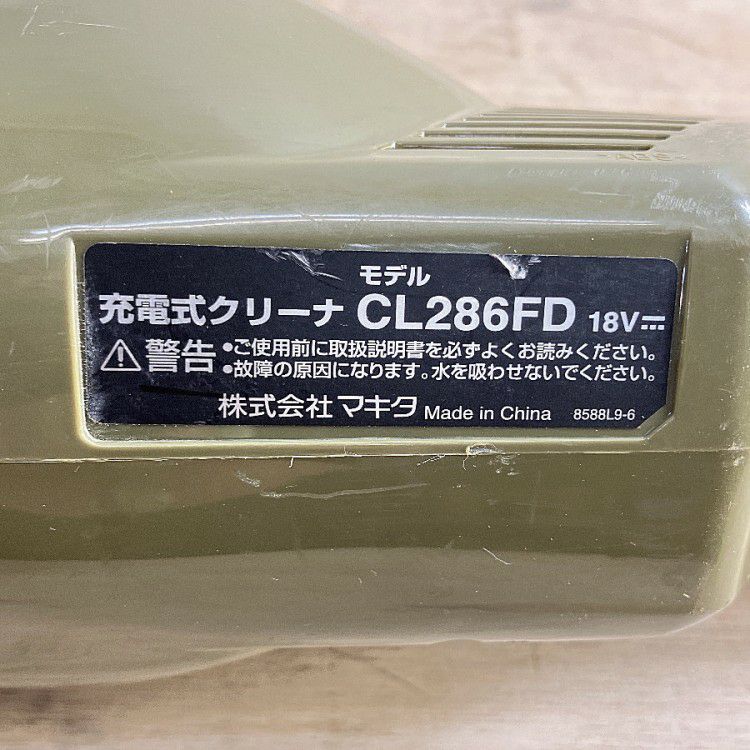 モデル
充電式クリーナ CL286FD 18V⎓
⚠警告 •ご使用前に取扱説明書を必ずよくお読みください。
•故障の原因になります。水を吸わせないでください。
株式会社マキタ Made in China 8588L9-6